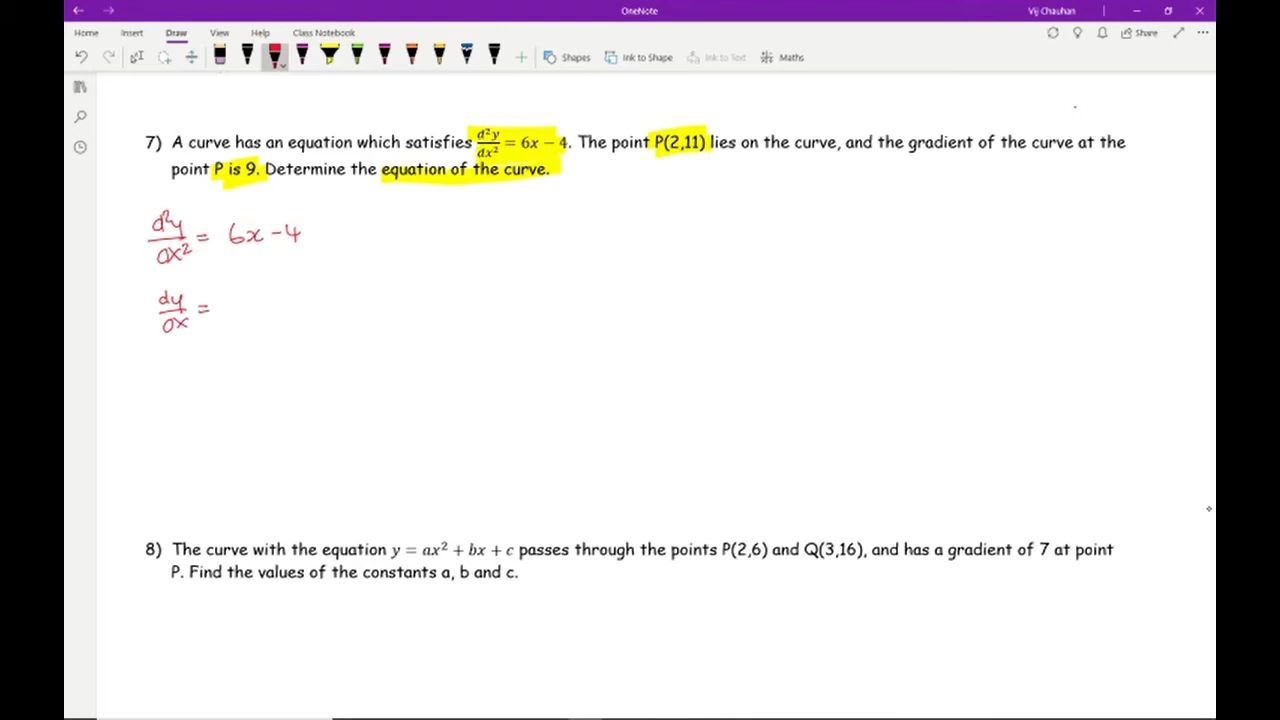 OneNote
Vij Chauhan
Home Insert Draw View Help Class Notebook
Share
Shapes Ink to Shape Ink to Text Maths
7) A curve has an equation which satisfies d²y/dx² = 6x − 4. The point P(2,11) lies on the curve, and the gradient of the curve at the
point P is 9. Determine the equation of the curve.
d²y/dx² = 6x - 4
dy/dx =
8) The curve with the equation y = ax² + bx + c passes through the points P(2,6) and Q(3,16), and has a gradient of 7 at point
P. Find the values of the constants a, b and c.